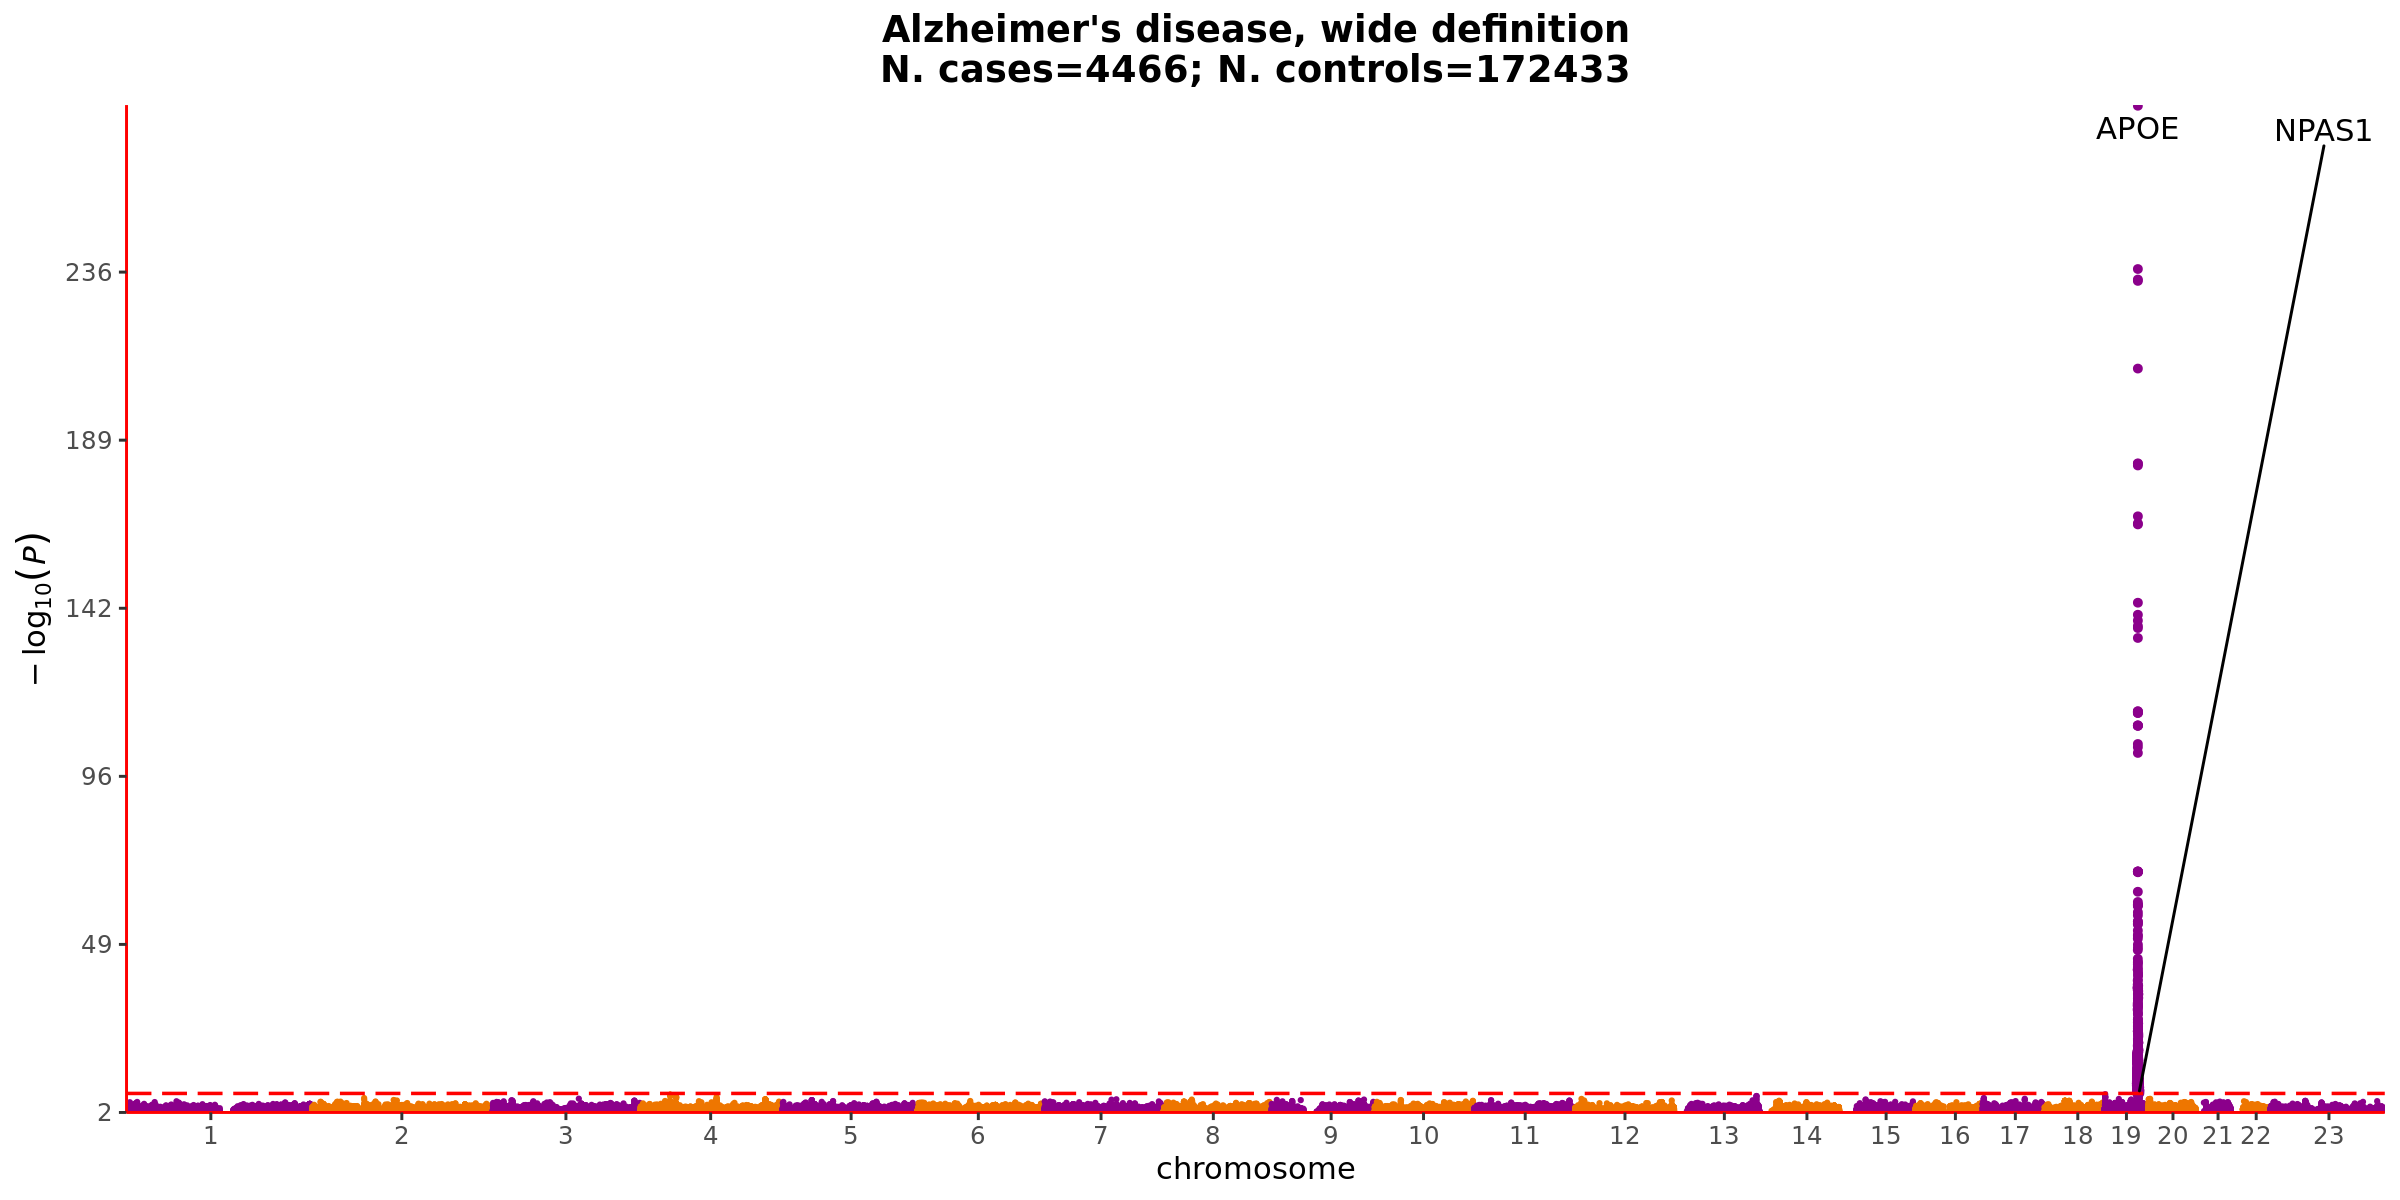 Alzheimer's disease, wide definition
N. cases=4466; N. controls=172433
APOE
NPAS1
236
189
142
96
49
2
−log10(P)
1 2 3 4 5 6 7 8 9 10 11 12 13 14 15 16 17 18 19 20 21 22 23
chromosome